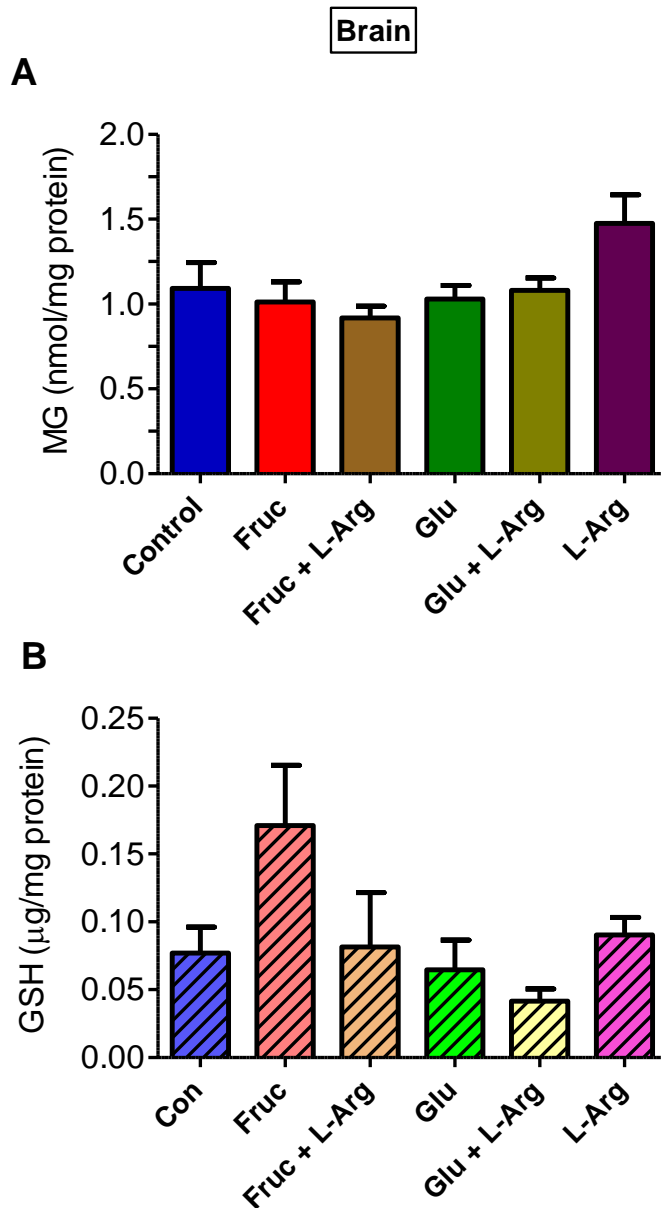 Brain
A
MG (nmol/mg protein)
2.0
1.5
1.0
0.5
0.0
Control
Fruc
Fruc + L-Arg
Glu
Glu + L-Arg
L-Arg
B
GSH (μg/mg protein)
0.25
0.20
0.15
0.10
0.05
0.00
Con
Fruc
Fruc + L-Arg
Glu
Glu + L-Arg
L-Arg